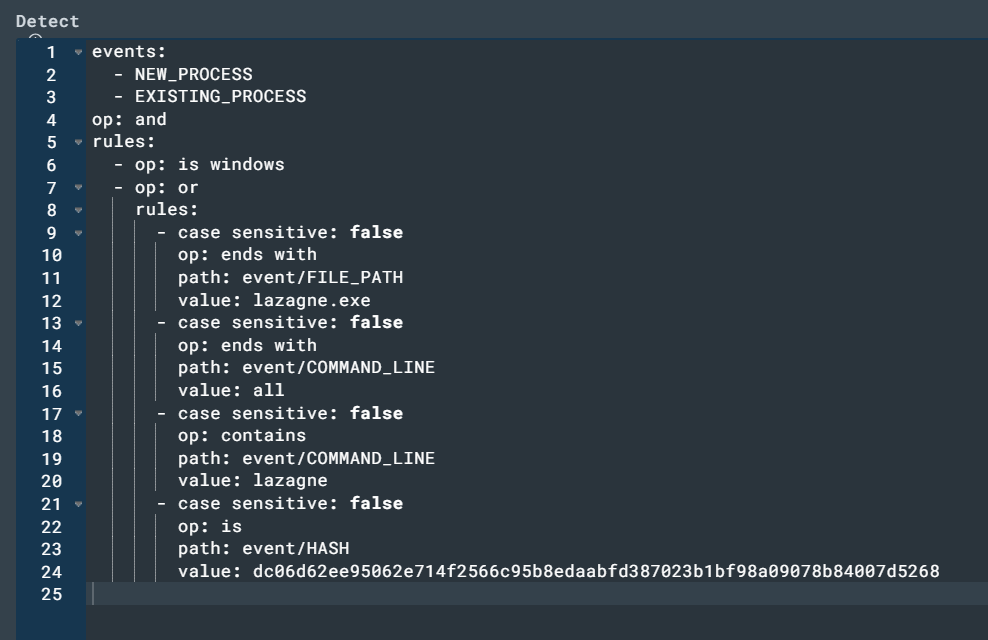 Detect
1 events:
2   - NEW_PROCESS
3   - EXISTING_PROCESS
4 op: and
5 rules:
6   - op: is windows
7   - op: or
8     rules:
9       - case sensitive: false
10         op: ends with
11         path: event/FILE_PATH
12         value: lazagne.exe
13       - case sensitive: false
14         op: ends with
15         path: event/COMMAND_LINE
16         value: all
17       - case sensitive: false
18         op: contains
19         path: event/COMMAND_LINE
20         value: lazagne
21       - case sensitive: false
22         op: is
23         path: event/HASH
24         value: dc06d62ee95062e714f2566c95b8edaabfd387023b1bf98a09078b84007d5268
25